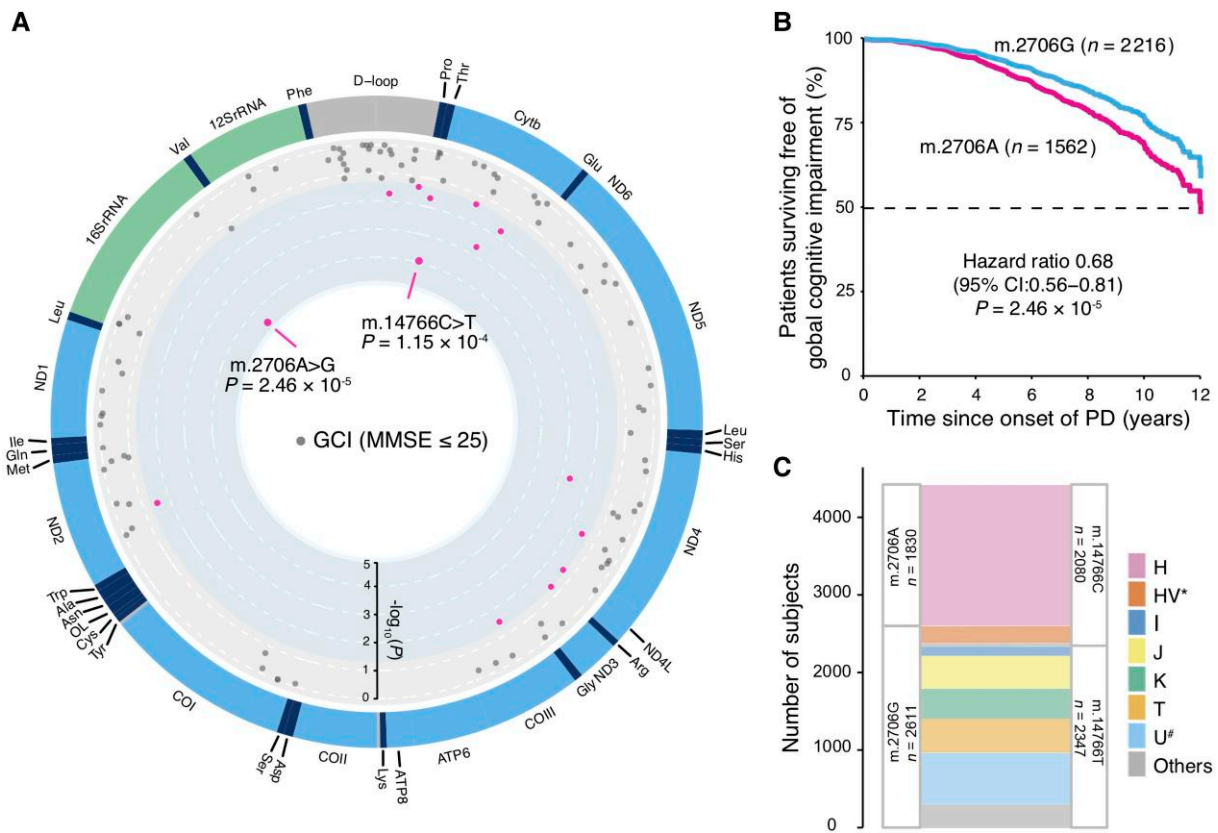 A
D–loop
Pro
Thr
Cytb
Glu
ND6
ND5
Leu
Ser
His
ND4
ND4L
Arg
ND3
Gly
COIII
ATP6
ATP8
Lys
COII
Asp
Ser
COI
Tyr
Cys
OL
Asn
Ala
Trp
ND2
Met
Gln
Ile
ND1
Leu
16SrRNA
Val
12SrRNA
Phe
m.14766C>T
P = 1.15 × 10-4
m.2706A>G
P = 2.46 × 10-5
GCI (MMSE ≤ 25)
5
4
3
2
1
0
-log10(P)
B
Patients surviving free of
gobal cognitive impairment (%)
100
75
50
25
0
m.2706G (n = 2216)
m.2706A (n = 1562)
Hazard ratio 0.68
(95% CI:0.56–0.81)
P = 2.46 × 10-5
0 2 4 6 8 10 12
Time since onset of PD (years)
C
Number of subjects
4000
3000
2000
1000
0
m.2706A
n = 1830
m.2706G
n = 2611
m.14766C
n = 2080
m.14766T
n = 2347
H
HV*
I
J
K
T
U#
Others